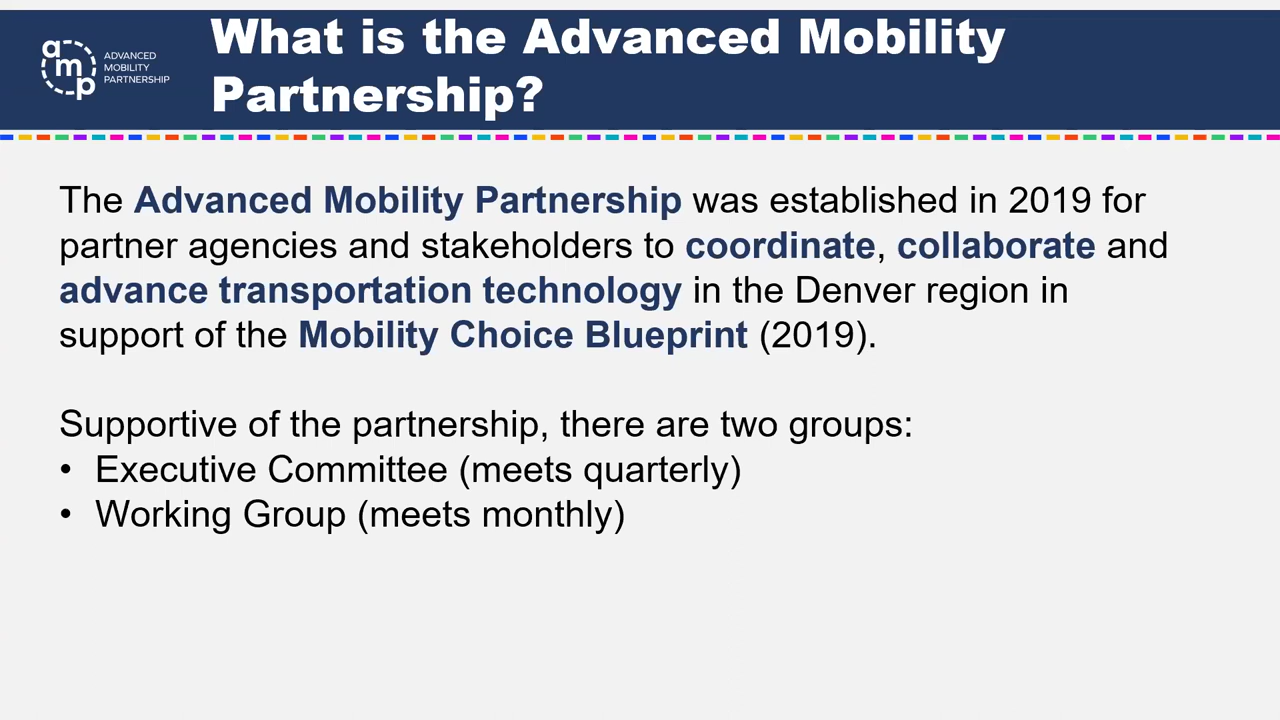 amp
ADVANCED
MOBILITY
PARTNERSHIP
What is the Advanced Mobility
Partnership?
The Advanced Mobility Partnership was established in 2019 for
partner agencies and stakeholders to coordinate, collaborate and
advance transportation technology in the Denver region in
support of the Mobility Choice Blueprint (2019).
Supportive of the partnership, there are two groups:
• Executive Committee (meets quarterly)
• Working Group (meets monthly)